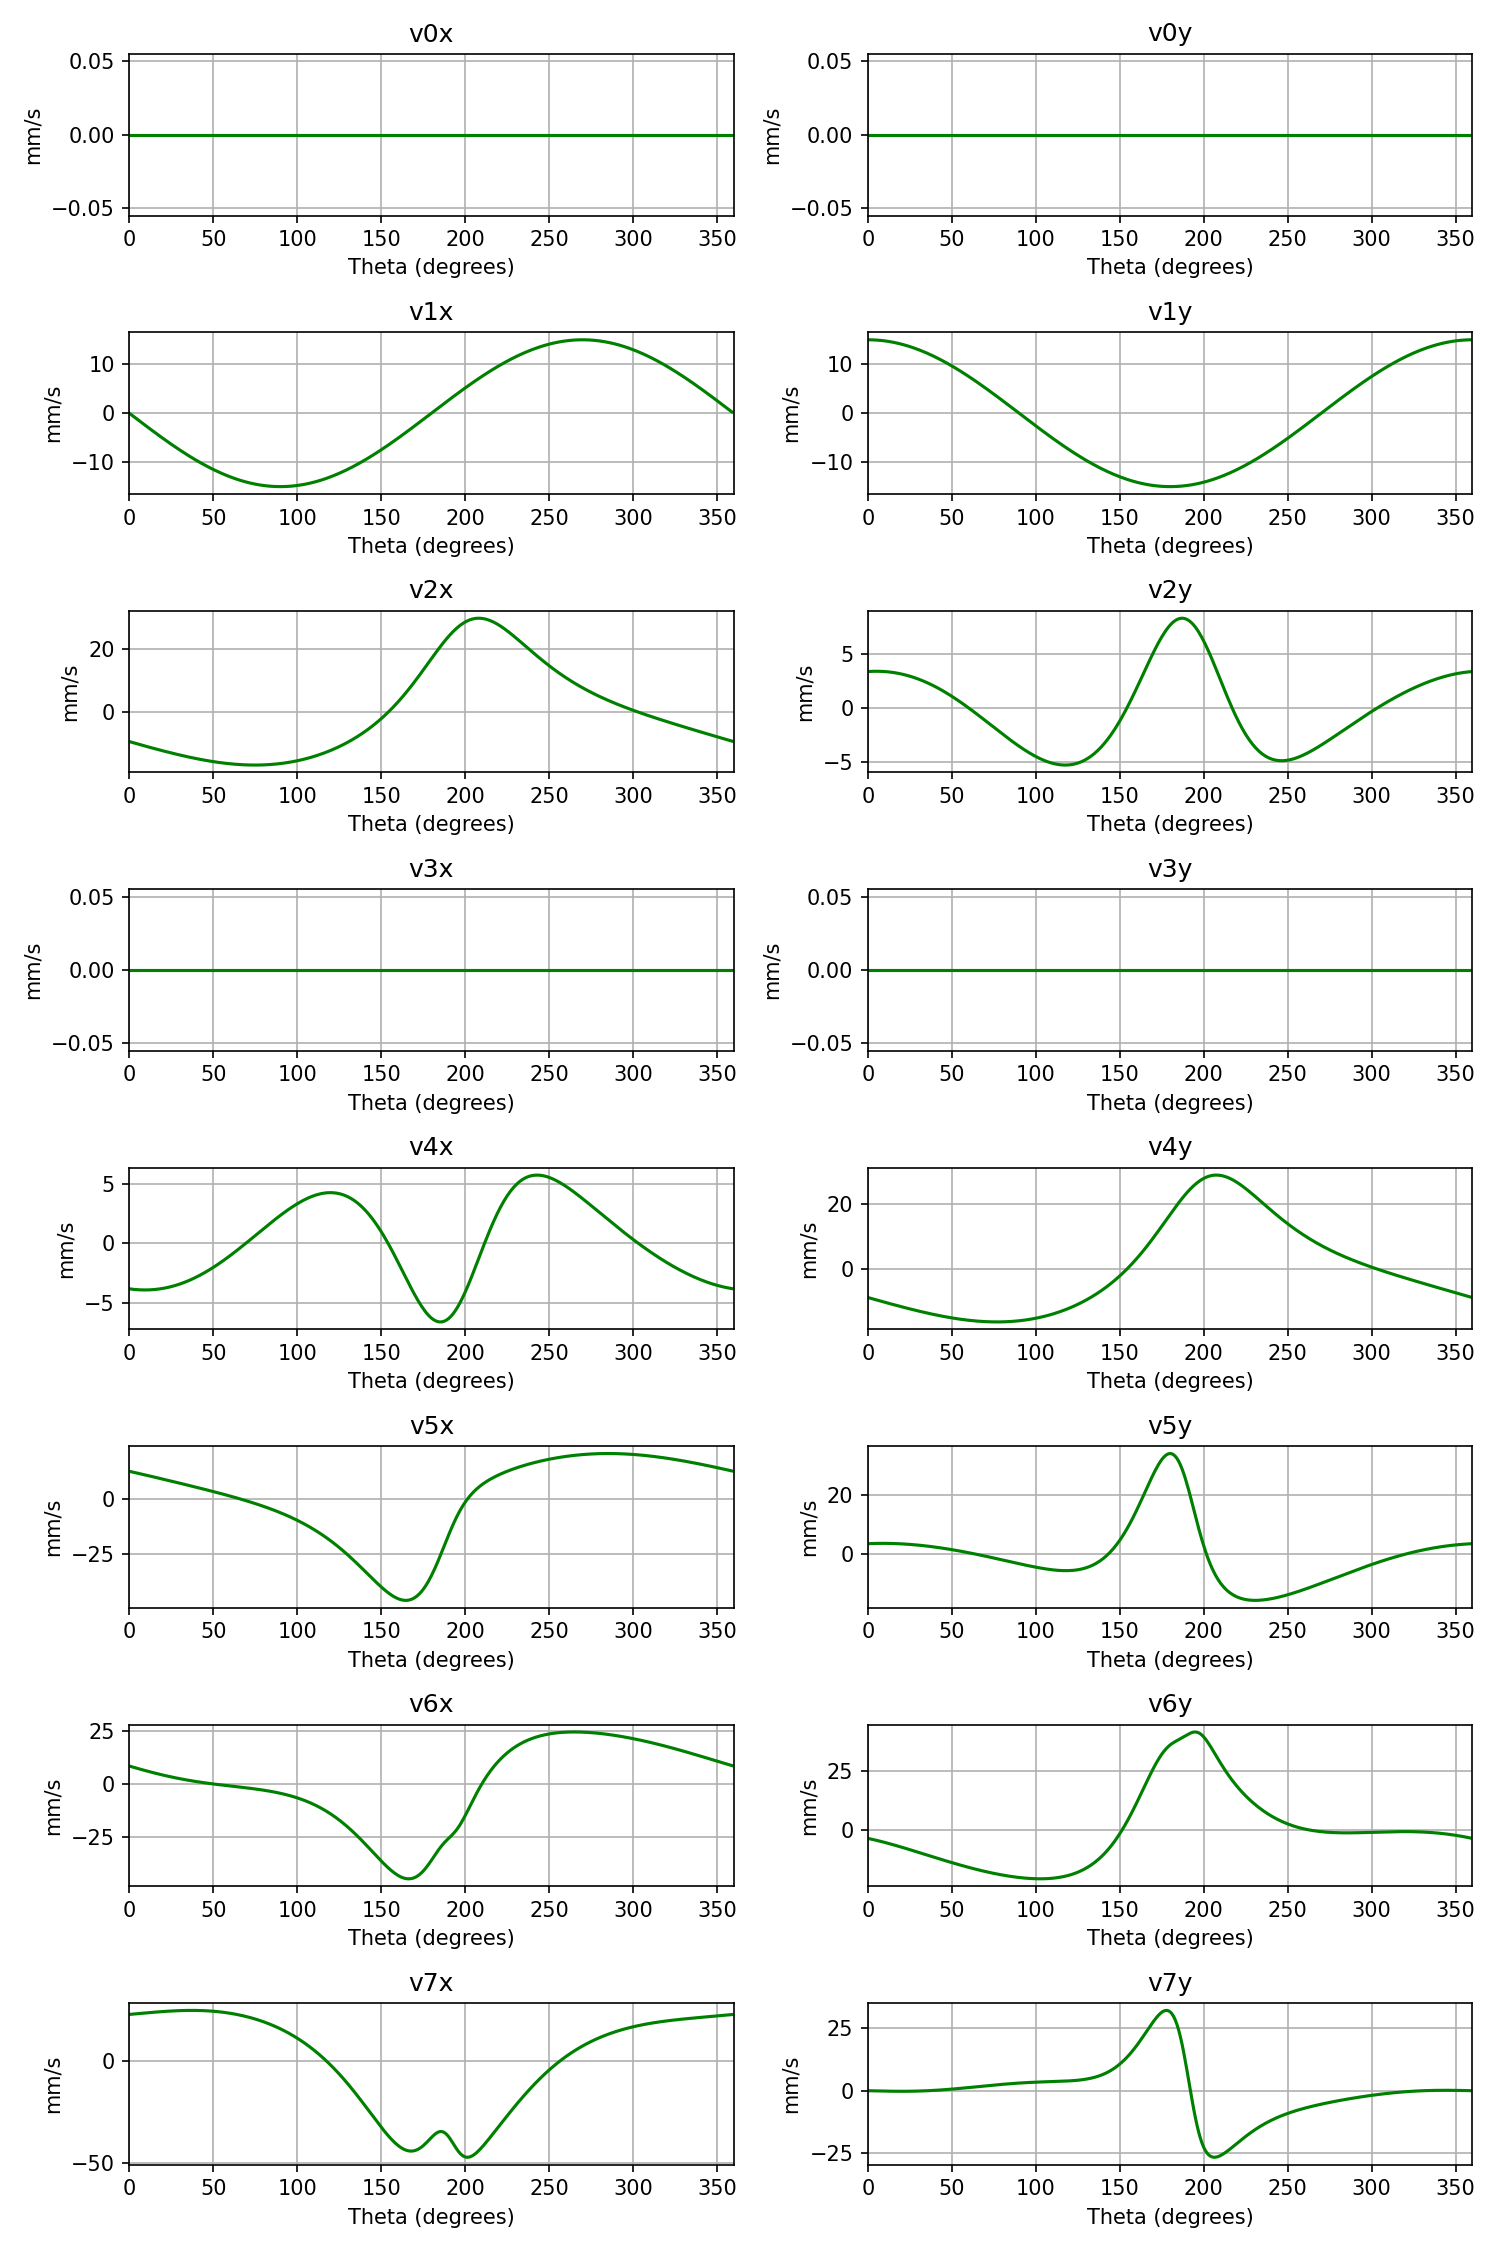 v0x v0y
0.05 0.05
mm/s 0.00 mm/s 0.00
−0.05 −0.05
0 50 100 150 200 250 300 350 0 50 100 150 200 250 300 350
Theta (degrees) Theta (degrees)
v1x v1y
10 10
mm/s 0 mm/s 0
−10 −10
0 50 100 150 200 250 300 350 0 50 100 150 200 250 300 350
Theta (degrees) Theta (degrees)
v2x v2y
20 5
mm/s 0 mm/s 0
−5
0 50 100 150 200 250 300 350 0 50 100 150 200 250 300 350
Theta (degrees) Theta (degrees)
v3x v3y
0.05 0.05
mm/s 0.00 mm/s 0.00
−0.05 −0.05
0 50 100 150 200 250 300 350 0 50 100 150 200 250 300 350
Theta (degrees) Theta (degrees)
v4x v4y
5 20
mm/s 0 mm/s 0
−5
0 50 100 150 200 250 300 350 0 50 100 150 200 250 300 350
Theta (degrees) Theta (degrees)
v5x v5y
0 20
mm/s −25 mm/s 0
0 50 100 150 200 250 300 350 0 50 100 150 200 250 300 350
Theta (degrees) Theta (degrees)
v6x v6y
25 25
mm/s 0 mm/s 0
−25
0 50 100 150 200 250 300 350 0 50 100 150 200 250 300 350
Theta (degrees) Theta (degrees)
v7x v7y
0 25
mm/s mm/s 0
−50 −25
0 50 100 150 200 250 300 350 0 50 100 150 200 250 300 350
Theta (degrees) Theta (degrees)